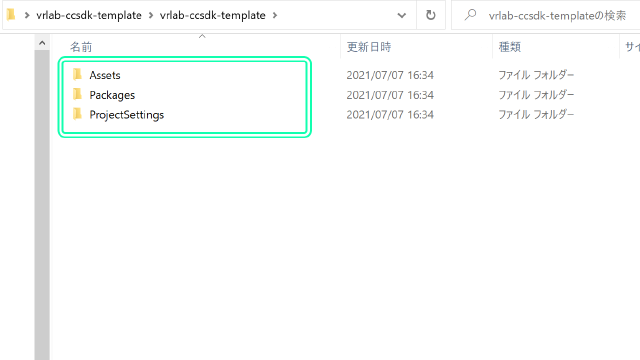 vrlab-ccsdk-template > vrlab-ccsdk-template >
vrlab-ccsdk-templateの検索
名前 更新日時 種類 サイ
Assets 2021/07/07 16:34 ファイル フォルダー
Packages 2021/07/07 16:34 ファイル フォルダー
ProjectSettings 2021/07/07 16:34 ファイル フォルダー